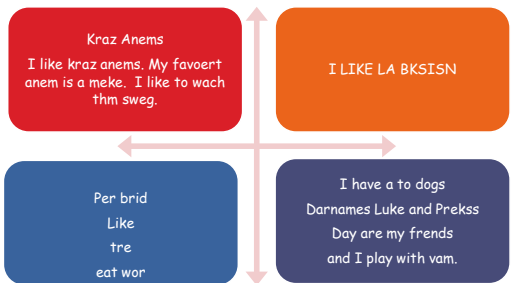 Kraz Anems
I like kraz anems. My favoert
anem is a meke. I like to wach
thm sweg.
I LIKE LA BKSISN
Per brid
Like
tre
eat wor
I have a to dogs
Darnames Luke and Prekss
Day are my frends
and I play with vam.